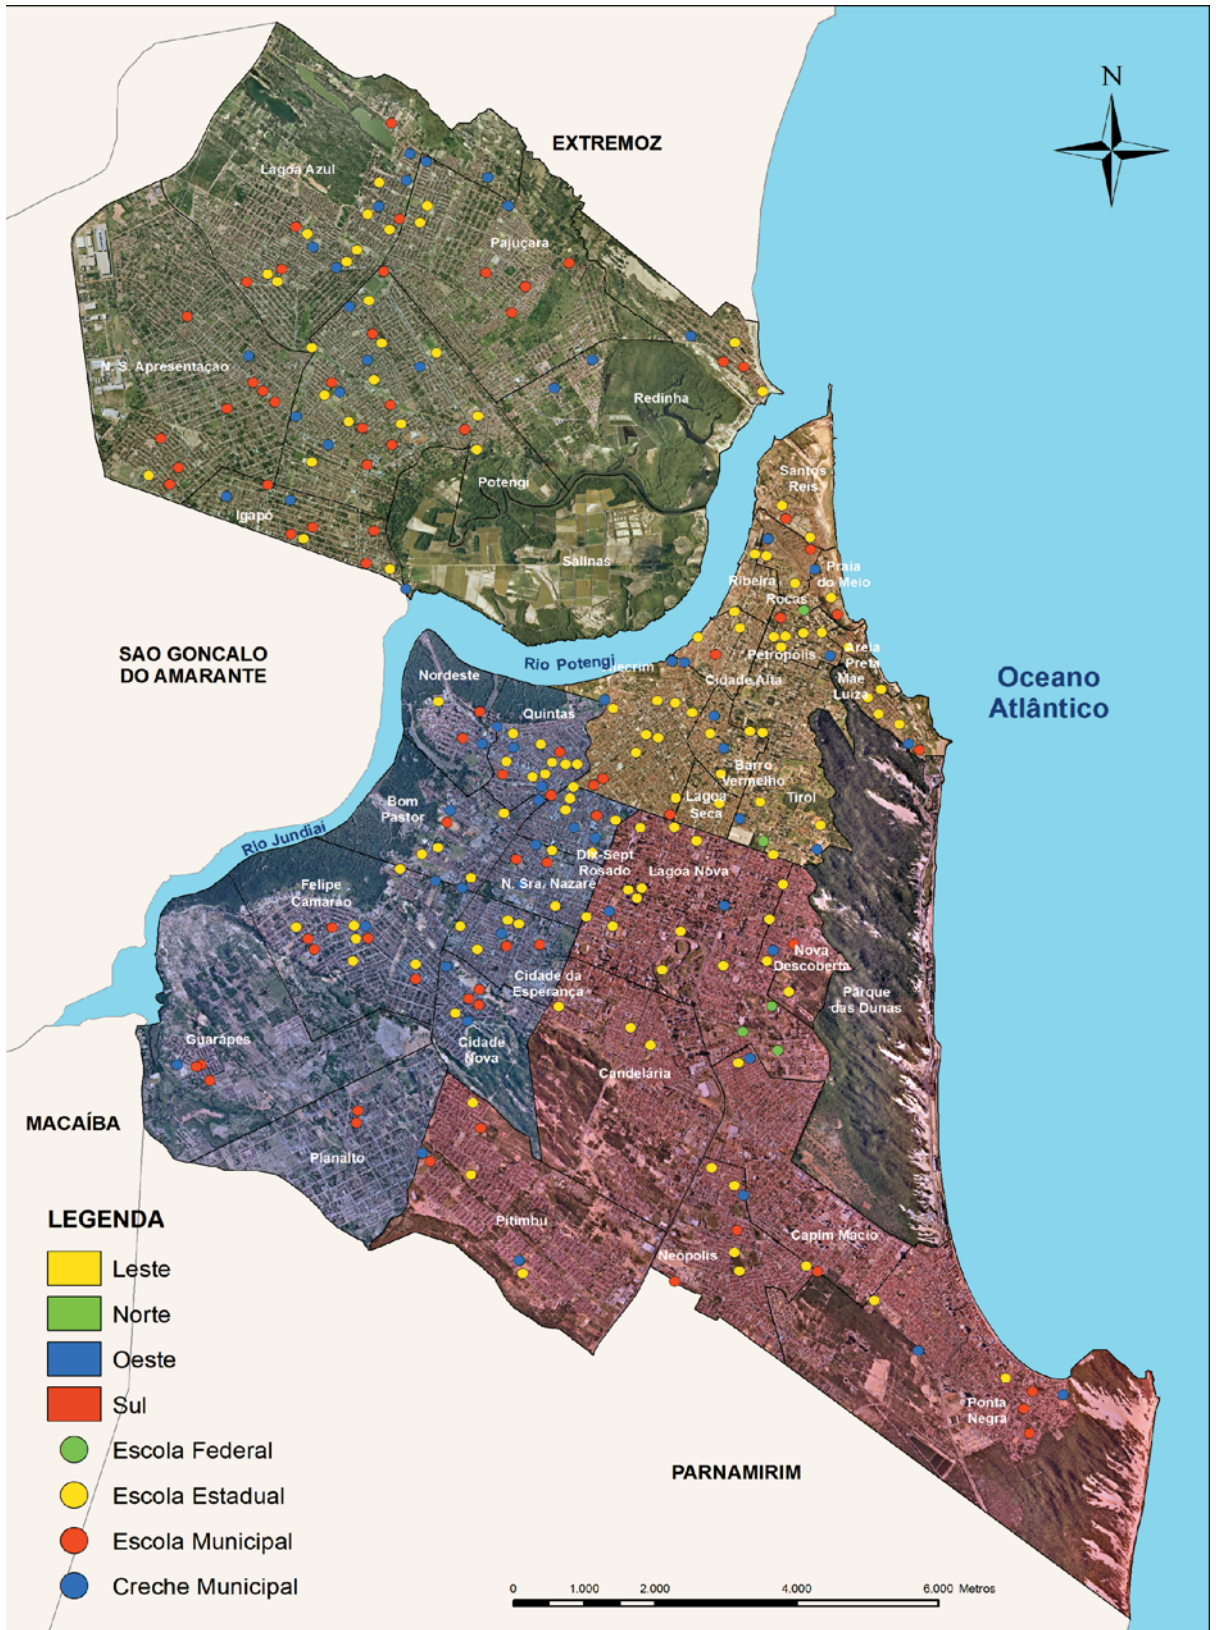 N
EXTREMOZ
Lagoa Azul
Pajuçara
N. S. Apresentação
Redinha
Potengi
Igapó
Salinas
Santos
Reis
Praia
do Meio
Ribeira
Rocas
SAO GONCALO
DO AMARANTE
Rio Potengi
Petrópolis
Areia
Preta
Cidade Alta
Mae
Luiza
Nordeste
Quintas
Oceano
Atlântico
Barro
Vermelho
Lagoa
Seca
Tirol
Bom
Pastor
Rio Jundiaí
Dix-Sept
Rosado
Lagoa Nova
N. Sra. Nazaré
Felipe
Camarão
Nova
Descoberta
Cidade da
Esperança
Parque
das Dunas
Guarapes
Cidade
Nova
Candelária
MACAÍBA
Planalto
Pitimbu
Capim Macio
Neópolis
LEGENDA
Leste
Norte
Oeste
Sul
Escola Federal
Escola Estadual
Escola Municipal
Creche Municipal
Ponta
Negra
PARNAMIRIM
0 1.000 2.000 4.000 6.000 Metros